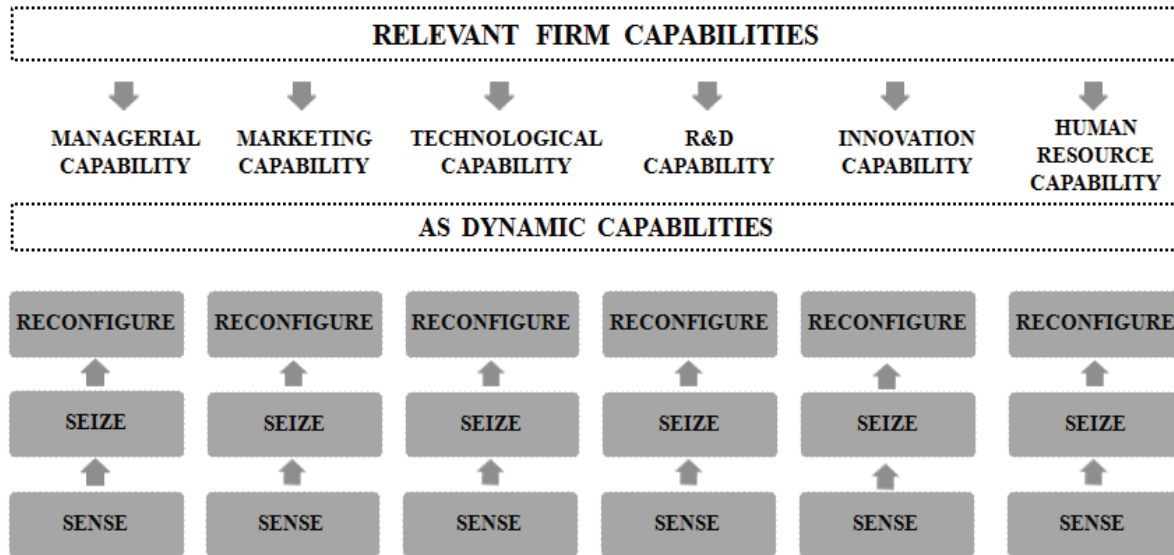 RELEVANT FIRM CAPABILITIES
MANAGERIAL
CAPABILITY
MARKETING
CAPABILITY
TECHNOLOGICAL
CAPABILITY
R&D
CAPABILITY
INNOVATION
CAPABILITY
HUMAN
RESOURCE
CAPABILITY
AS DYNAMIC CAPABILITIES
RECONFIGURE
RECONFIGURE
RECONFIGURE
RECONFIGURE
RECONFIGURE
RECONFIGURE
SEIZE
SEIZE
SEIZE
SEIZE
SEIZE
SEIZE
SENSE
SENSE
SENSE
SENSE
SENSE
SENSE